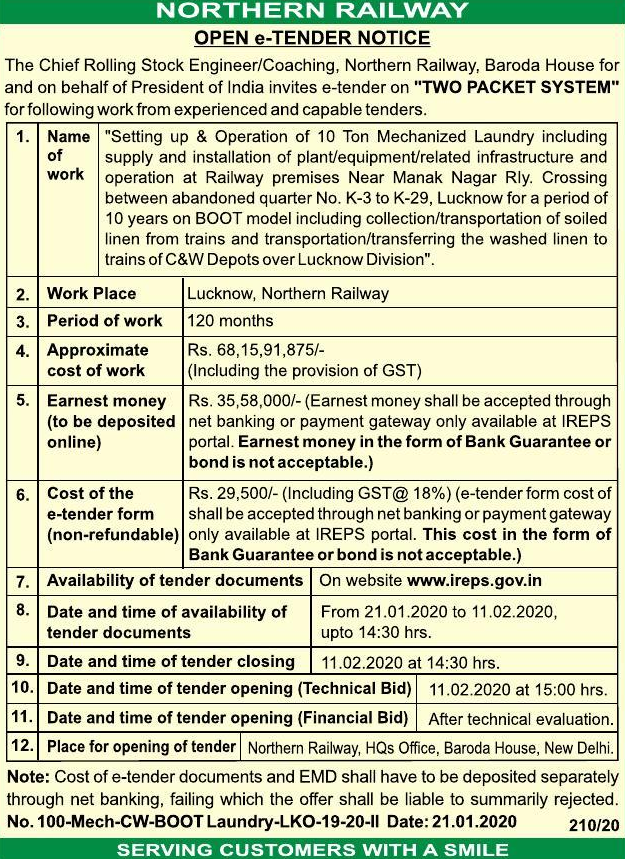 NORTHERN RAILWAY
OPEN e-TENDER NOTICE
The Chief Rolling Stock Engineer/Coaching, Northern Railway, Baroda House for
and on behalf of President of India invites e-tender on "TWO PACKET SYSTEM"
for following work from experienced and capable tenders.
1. Name "Setting up & Operation of 10 Ton Mechanized Laundry including
of supply and installation of plant/equipment/related infrastructure and
work operation at Railway premises Near Manak Nagar Rly. Crossing
between abandoned quarter No. K-3 to K-29, Lucknow for a period of
10 years on BOOT model including collection/transportation of soiled
linen from trains and transportation/transferring the washed linen to
trains of C&W Depots over Lucknow Division".
2. Work Place Lucknow, Northern Railway
3. Period of work 120 months
4. Approximate Rs. 68,15,91,875/-
cost of work (Including the provision of GST)
5. Earnest money Rs. 35,58,000/- (Earnest money shall be accepted through
(to be deposited net banking or payment gateway only available at IREPS
online) portal. Earnest money in the form of Bank Guarantee or
bond is not acceptable.)
6. Cost of the Rs. 29,500/- (Including GST@ 18%) (e-tender form cost of
e-tender form shall be accepted through net banking or payment gateway
(non-refundable) only available at IREPS portal. This cost in the form of
Bank Guarantee or bond is not acceptable.)
7. Availability of tender documents On website www.ireps.gov.in
8. Date and time of availability of From 21.01.2020 to 11.02.2020,
tender documents upto 14:30 hrs.
9. Date and time of tender closing 11.02.2020 at 14:30 hrs.
10. Date and time of tender opening (Technical Bid) 11.02.2020 at 15:00 hrs.
11. Date and time of tender opening (Financial Bid) After technical evaluation.
12. Place for opening of tender Northern Railway, HQs Office, Baroda House, New Delhi.
Note: Cost of e-tender documents and EMD shall have to be deposited separately
through net banking, failing which the offer shall be liable to summarily rejected.
No. 100-Mech-CW-BOOT Laundry-LKO-19-20-II Date: 21.01.2020 210/20
SERVING CUSTOMERS WITH A SMILE